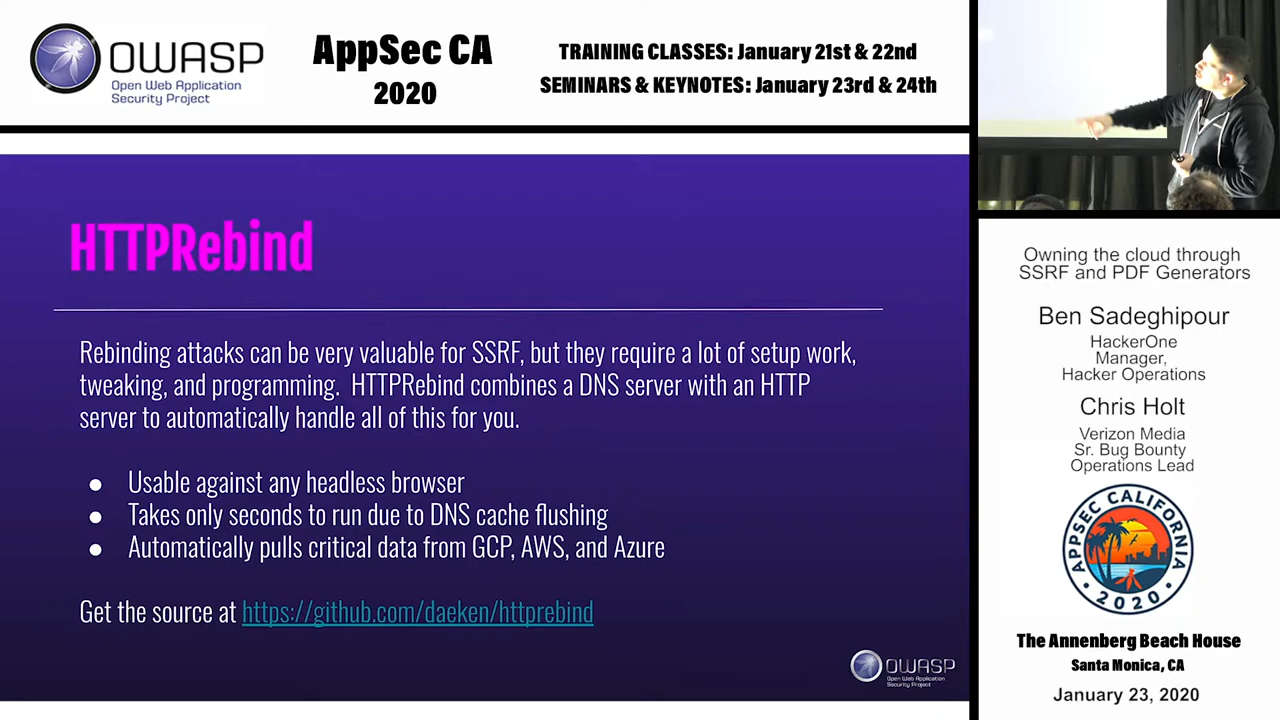 OWASP
Open Web Application
Security Project
AppSec CA
2020
TRAINING CLASSES: January 21st & 22nd
SEMINARS & KEYNOTES: January 23rd & 24th
HTTPRebind
Rebinding attacks can be very valuable for SSRF, but they require a lot of setup work,
tweaking, and programming. HTTPRebind combines a DNS server with an HTTP
server to automatically handle all of this for you.
● Usable against any headless browser
● Takes only seconds to run due to DNS cache flushing
● Automatically pulls critical data from GCP, AWS, and Azure
Get the source at https://github.com/daeken/httprebind
OWASP
Open Web Application
Security Project
Owning the cloud through
SSRF and PDF Generators
Ben Sadeghipour
HackerOne
Manager,
Hacker Operations
Chris Holt
Verizon Media
Sr. Bug Bounty
Operations Lead
APPSEC CALIFORNIA
2020
The Annenberg Beach House
Santa Monica, CA
January 23, 2020